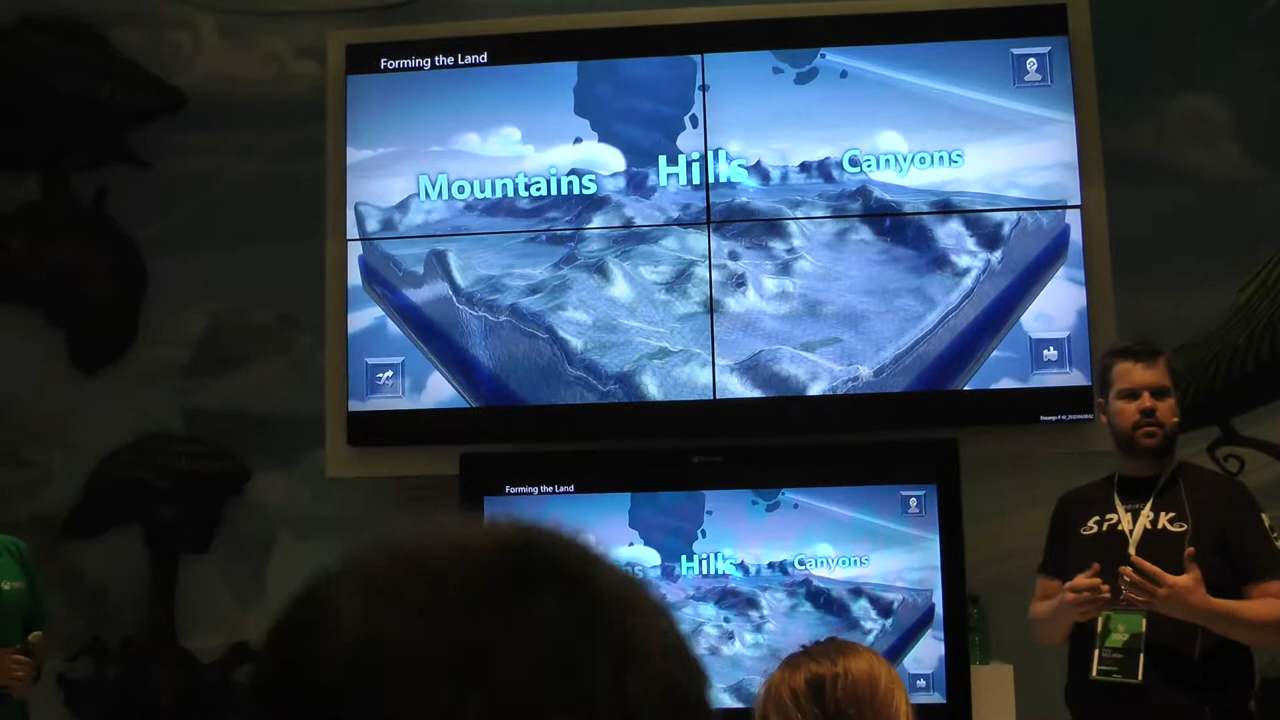 Forming the Land
Mountains
Hills
Canyons
Forming the Land
Hills
Canyons
SPARK